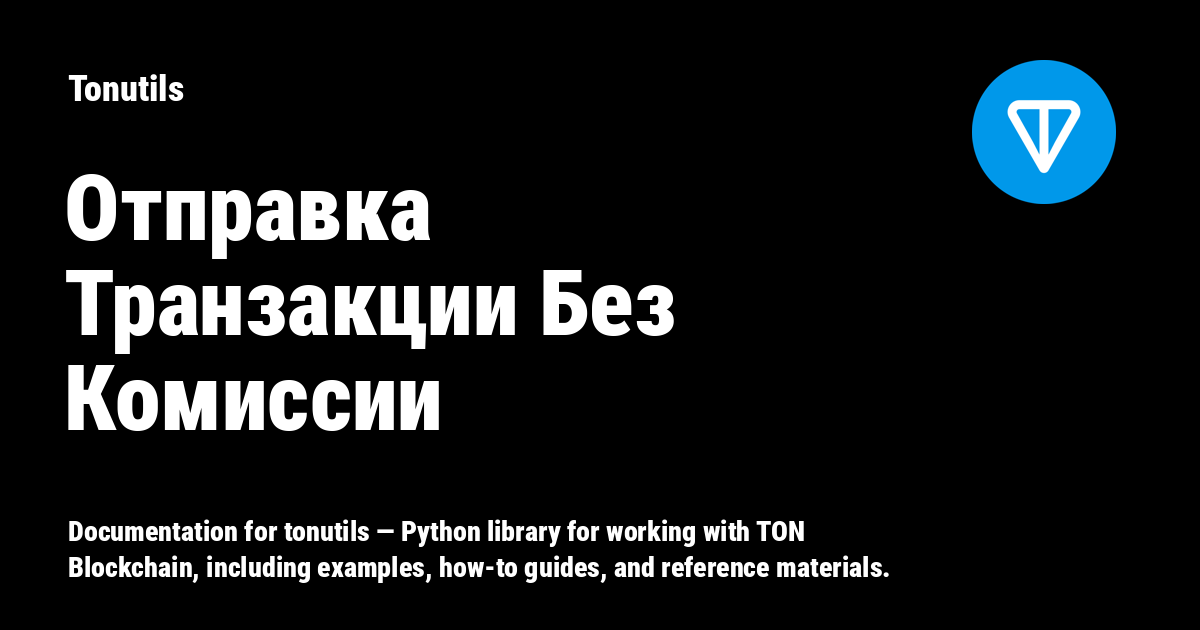 Tonutils
Отправка
Транзакции Без
Комиссии
Documentation for tonutils — Python library for working with TON
Blockchain, including examples, how-to guides, and reference materials.